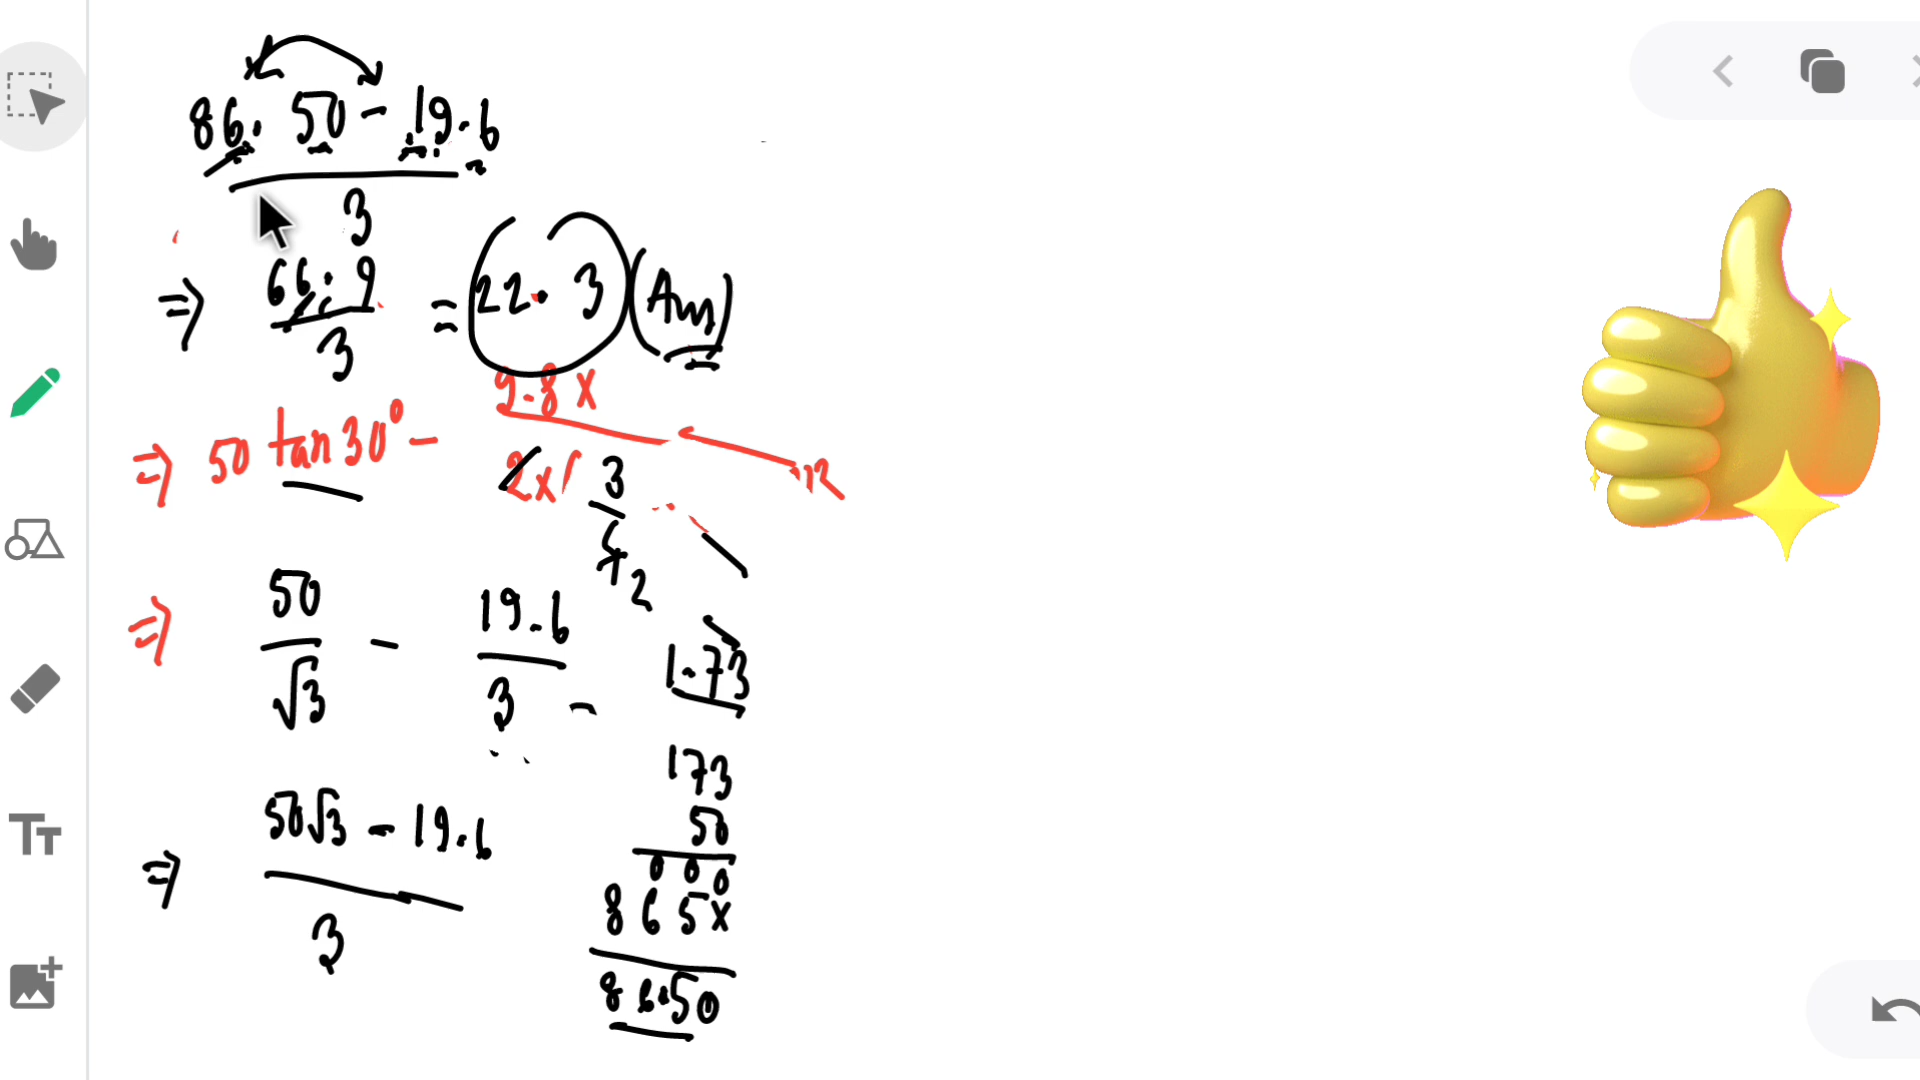 86.50 - 19.6
3
⇒ 66.9 = 22.3 (Ans)
3
9.8 x
⇒ 50 tan 30° -
2 x 3
4 2
⇒ 50 - 19.6
√3 3
1.73
173
50
000
865x
86.50
⇒ 50√3 - 19.6
3
TT